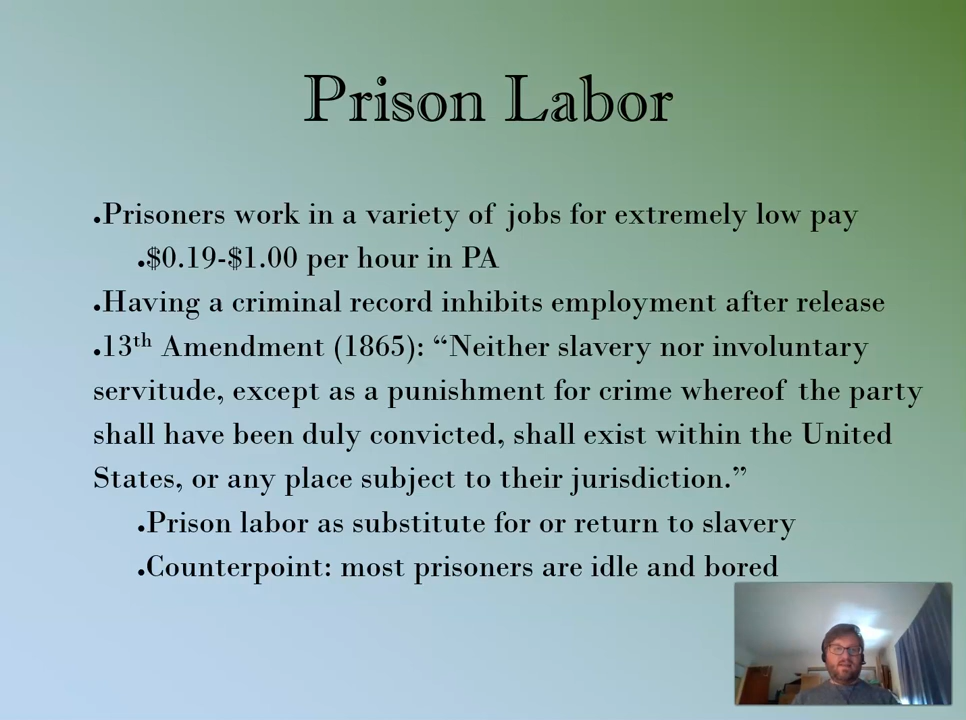 Prison Labor
•Prisoners work in a variety of jobs for extremely low pay
•$0.19-$1.00 per hour in PA
•Having a criminal record inhibits employment after release
•13th Amendment (1865): “Neither slavery nor involuntary
servitude, except as a punishment for crime whereof the party
shall have been duly convicted, shall exist within the United
States, or any place subject to their jurisdiction.”
•Prison labor as substitute for or return to slavery
•Counterpoint: most prisoners are idle and bored